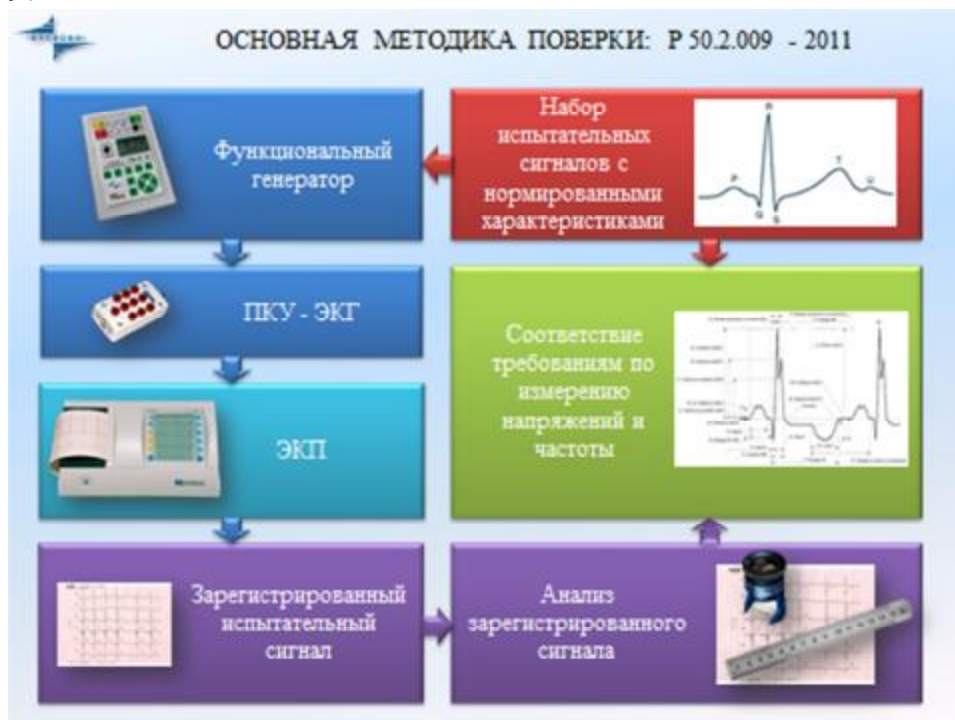 ОСНОВНАЯ МЕТОДИКА ПОВЕРКИ: Р 50.2.009 - 2011
Функциональный
генератор
Набор
испытательных
сигналов с
нормированными
характеристиками
R
P
T
U
Q
S
ПКУ - ЭКГ
Соответствие
требованиям по
измерению
напряжений и
частоты
ЭКП
Зарегистрированный
испытательный
сигнал
Анализ
зарегистрированного
сигнала